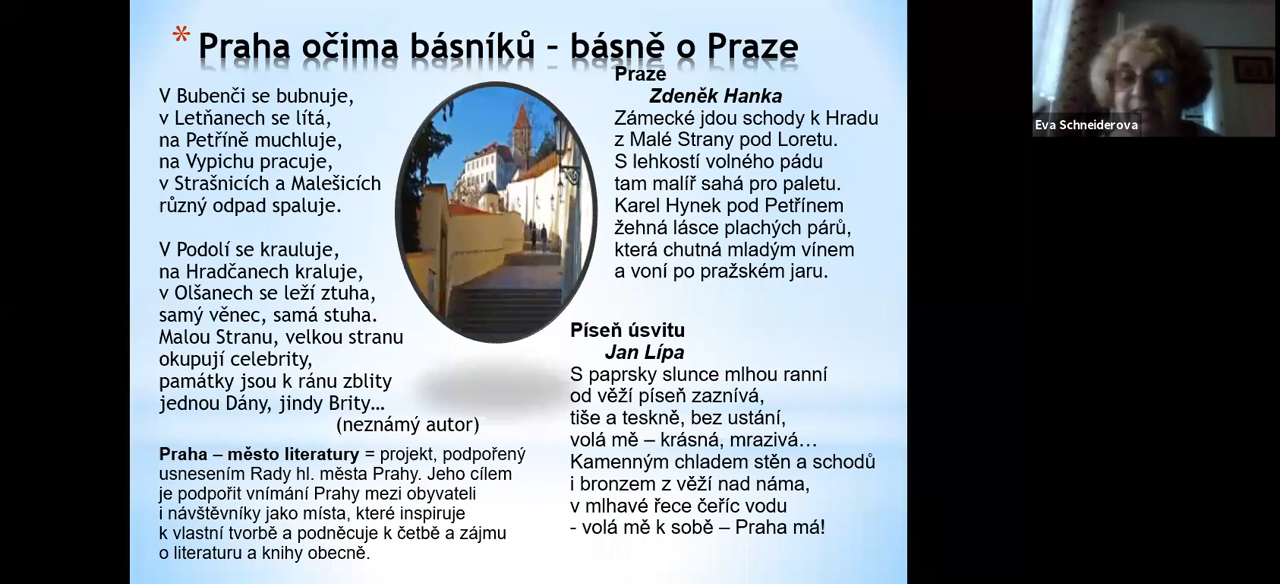 * Praha očima básníků – básně o Praze
V Bubenči se bubnuje,
v Letňanech se lítá,
na Petříně muchluje,
na Vypichu pracuje,
v Strašnicích a Malešicích
různý odpad spaluje.
V Podolí se krauluje,
na Hradčanech kraluje,
v Olšanech se leží ztuha,
samý věnec, samá stuha.
Malou Stranu, velkou stranu
okupují celebrity,
památky jsou k ránu zblity
jednou Dány, jindy Brity…
(neznámý autor)
Praha – město literatury = projekt, podpořený
usnesením Rady hl. města Prahy. Jeho cílem
je podpořit vnímání Prahy mezi obyvateli
i návštěvníky jako místa, které inspiruje
k vlastní tvorbě a podněcuje k četbě a zájmu
o literaturu a knihy obecně.
Praze
Zdeněk Hanka
Zámecké jdou schody k Hradu
z Malé Strany pod Loretu.
S lehkostí volného pádu
tam malíř sahá pro paletu.
Karel Hynek pod Petřínem
žehná lásce plachých párů,
která chutná mladým vínem
a voní po pražském jaru.
Píseň úsvitu
Jan Lípa
S paprsky slunce mlhou ranní
od věží píseň zaznívá,
tiše a teskně, bez ustání,
volá mě – krásná, mrazivá…
Kamenným chladem stěn a schodů
i bronzem z věží nad náma,
v mlhavé řece čeříc vodu
- volá mě k sobě – Praha má!
Eva Schneiderova